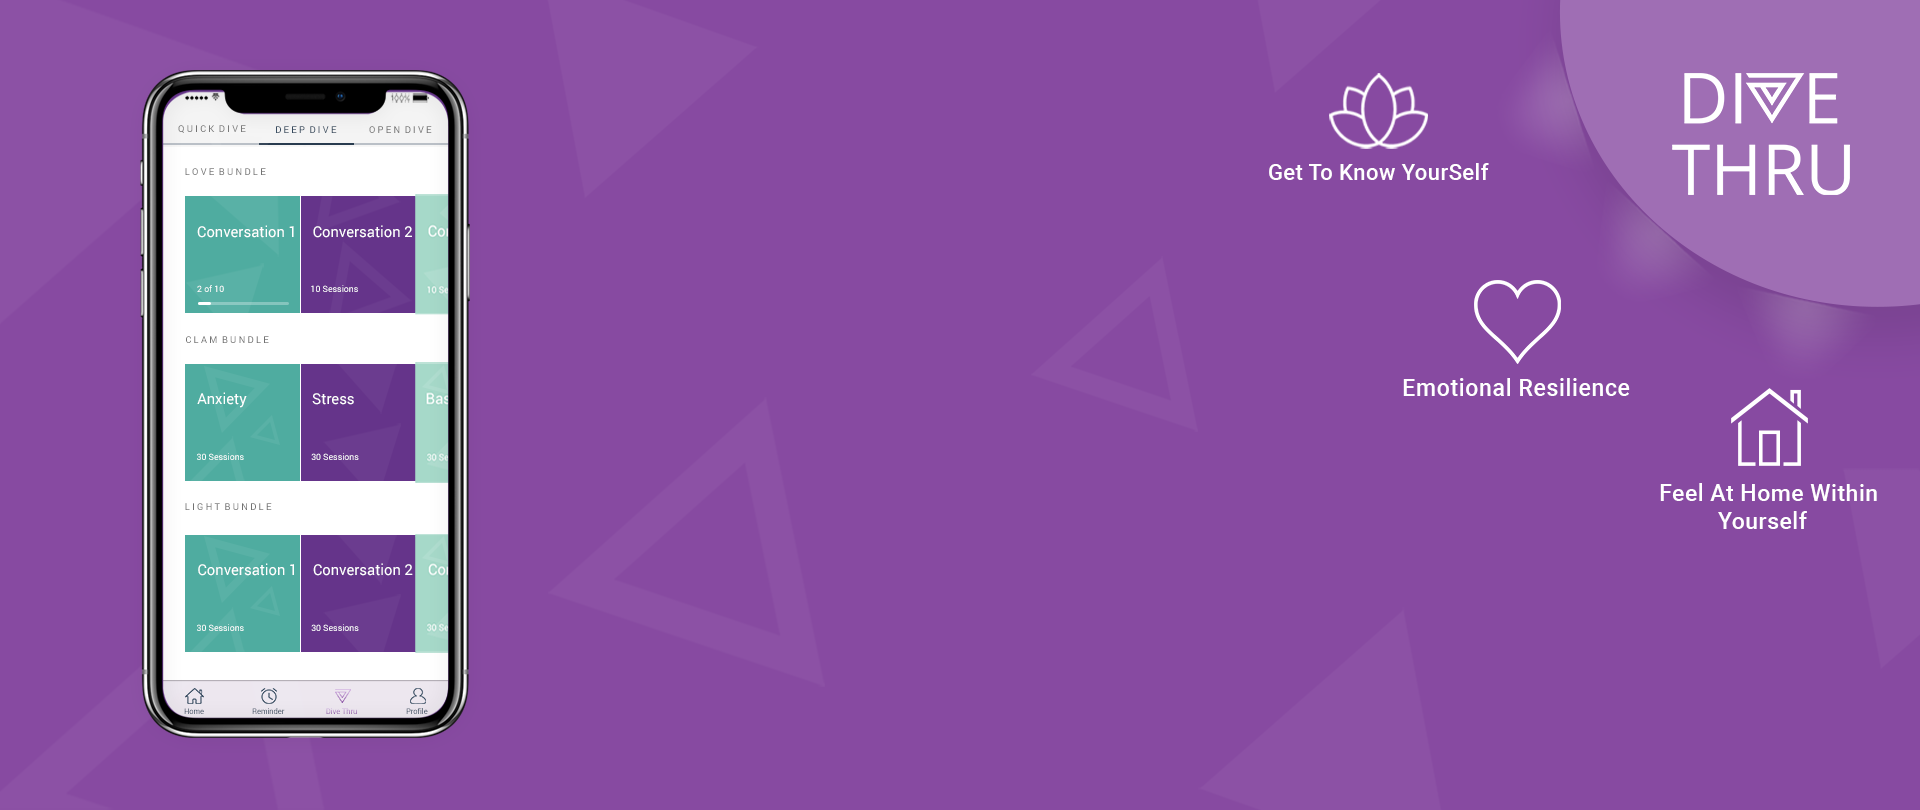 QUICK DIVE DEEP DIVE OPEN DIVE
LOVE BUNDLE
Conversation 1 Conversation 2 Co
2 of 10 10 Sessions 10 Se
CLAM BUNDLE
Anxiety Stress Bas
30 Sessions 30 Sessions 30 Se
LIGHT BUNDLE
Conversation 1 Conversation 2 Co
30 Sessions 30 Sessions 30 Se
Home Reminder Dive Thru Profile
Get To Know YourSelf
Emotional Resilience
Feel At Home Within
Yourself
DIVE
THRU